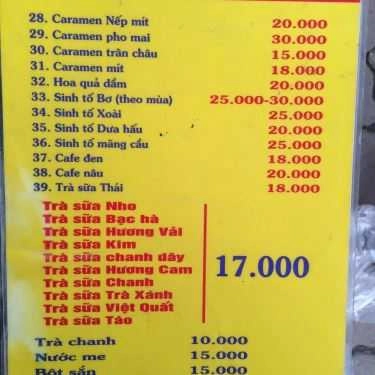 28. Caramen Nếp mít 20.000
29. Caramen pho mai 30.000
30. Caramen trân châu 15.000
31. Caramen mít 18.000
32. Hoa quả dầm 20.000
33. Sinh tố Bơ (theo mùa) 25.000-30.000
34. Sinh tố Xoài 25.000
35. Sinh tố Dưa hấu 20.000
36. Sinh tố mãng cầu 25.000
37. Cafe đen 18.000
38. Cafe nâu 20.000
39. Trà sữa Thái 18.000
Trà sữa Nho
Trà sữa Bạc hà
Trà sữa Hương Vải
Trà sữa Kim
Trà sữa chanh dây
Trà sữa Hương Cam
Trà sữa Chanh
Trà sữa Trà Xanh
Trà sữa Việt Quất
Trà sữa Táo
17.000
Trà chanh 10.000
Nước me 15.000
Bột sắn 15.000